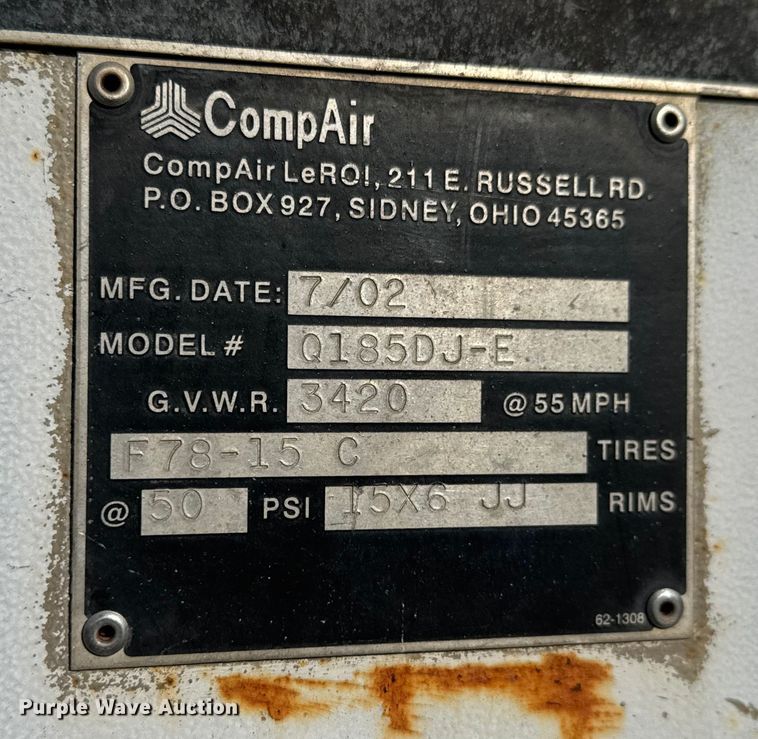 CompAir
CompAir LeROI, 211 E. RUSSELL RD.
P.O. BOX 927, SIDNEY, OHIO 45365
MFG. DATE: 7/02
MODEL # Q185DJ-E
G.V.W.R. 3420 @ 55 MPH
F78-15 C TIRES
@ 50 PSI 15X6 JJ RIMS
62-1308
Purple Wave Auction